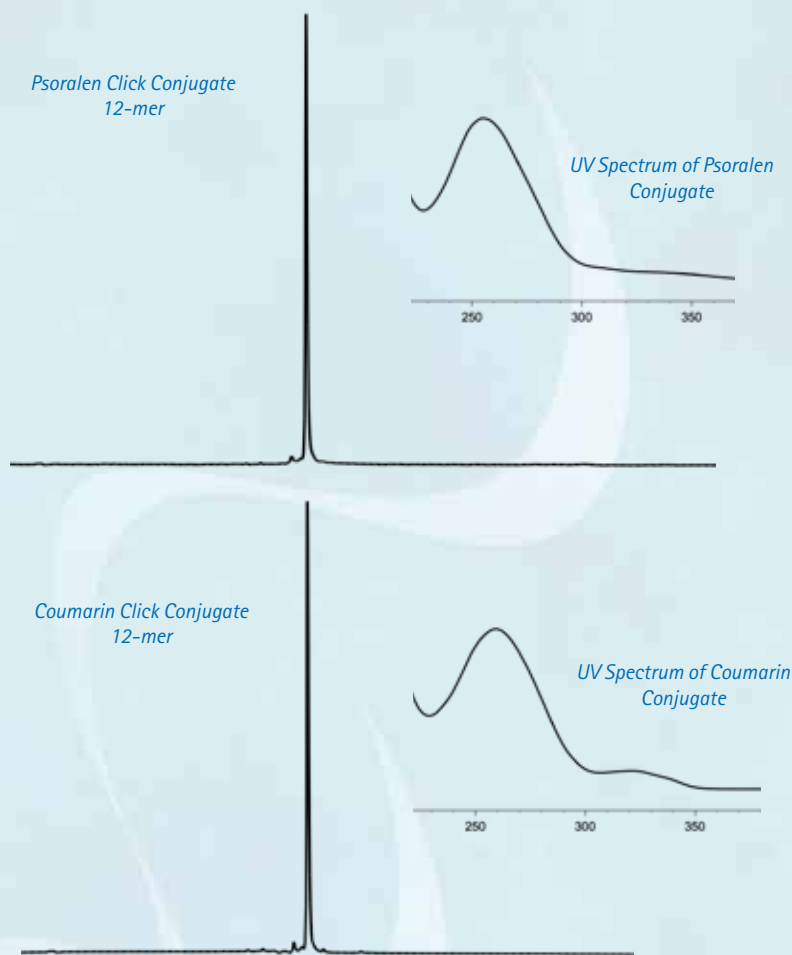 Psoralen Click Conjugate
12-mer
UV Spectrum of Psoralen
Conjugate
250 300 350
Coumarin Click Conjugate
12-mer
UV Spectrum of Coumarin
Conjugate
250 300 350